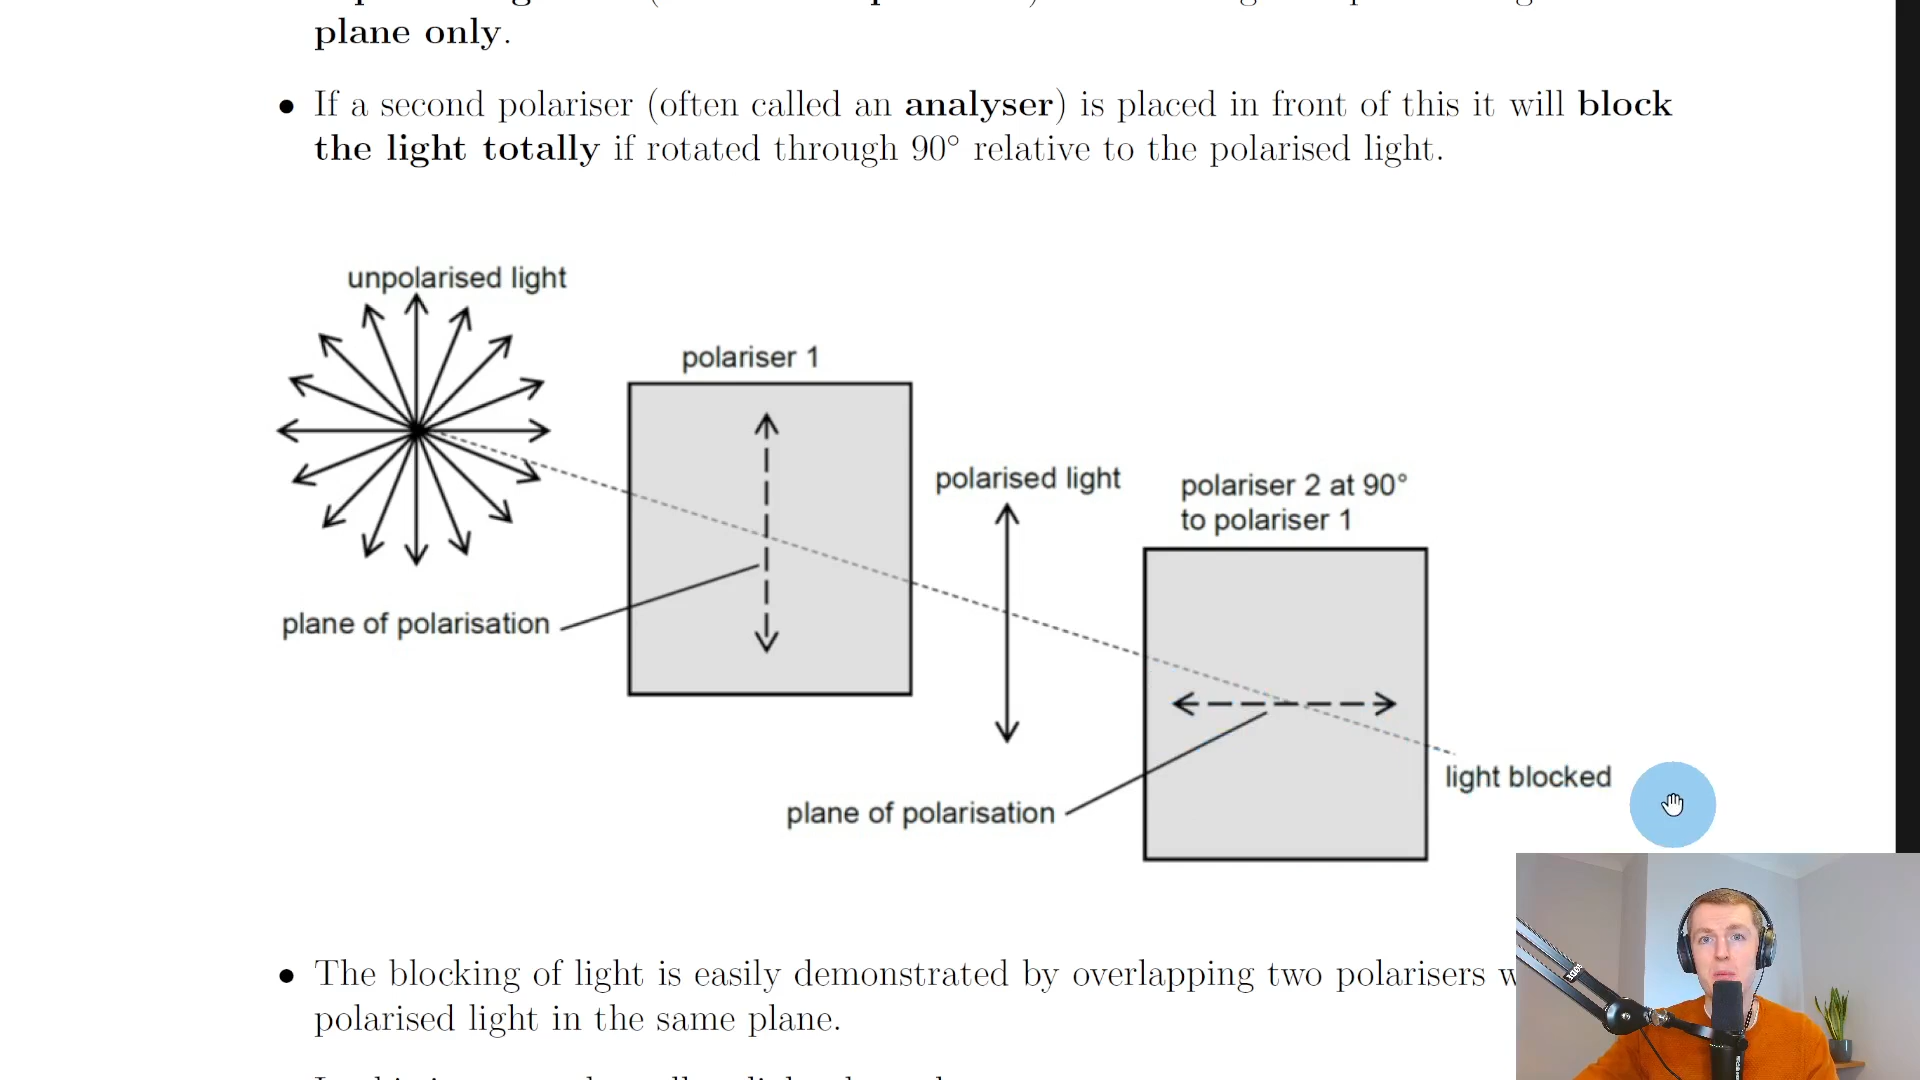 plane only.
• If a second polariser (often called an analyser) is placed in front of this it will block
the light totally if rotated through 90° relative to the polarised light.
unpolarised light
polariser 1
polarised light
polariser 2 at 90°
to polariser 1
plane of polarisation
light blocked
plane of polarisation
• The blocking of light is easily demonstrated by overlapping two polarisers
polarised light in the same plane.